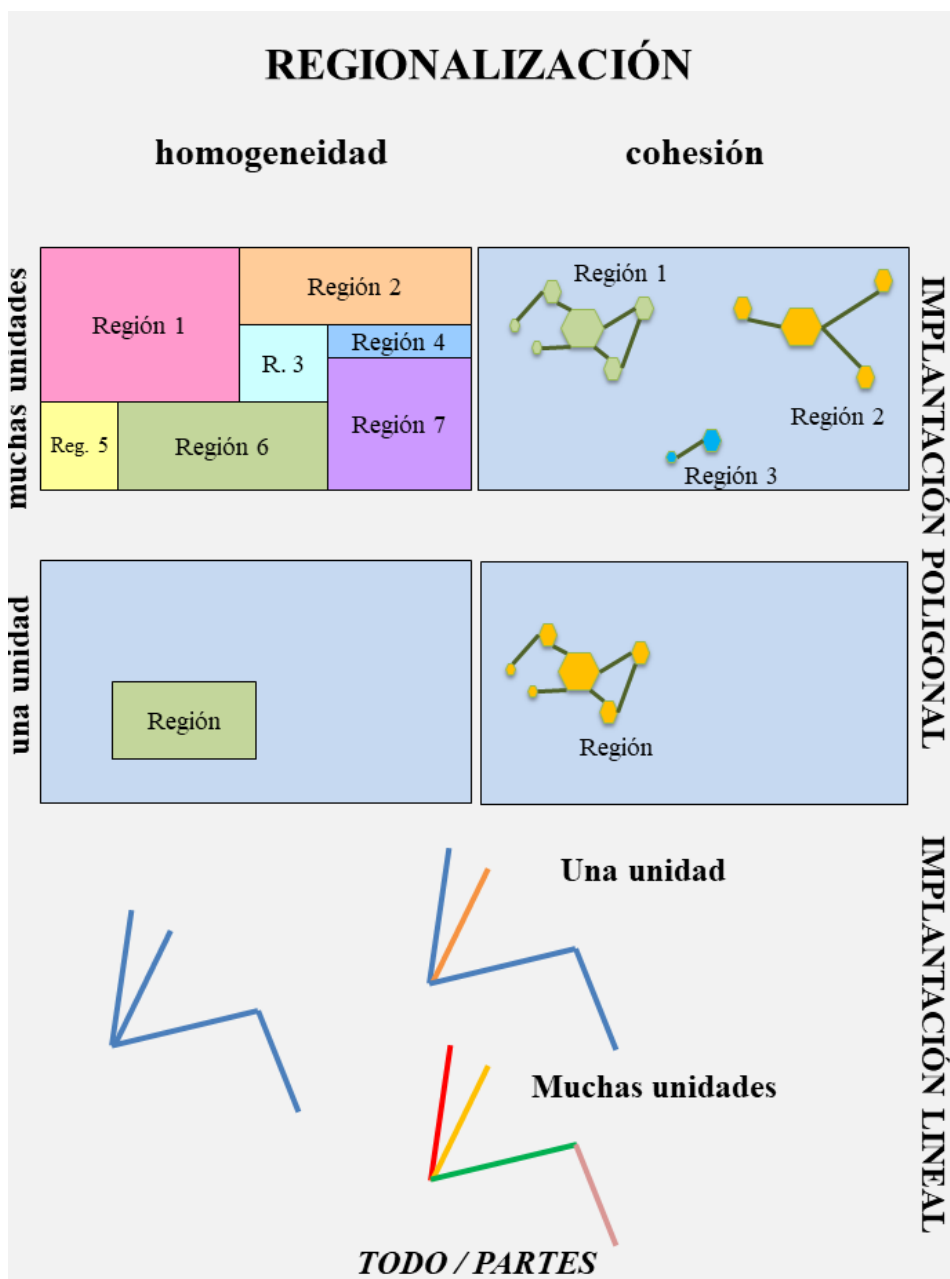 REGIONALIZACIÓN
homogeneidad
cohesión
muchas unidades
Región 1
Región 2
R. 3
Región 4
Reg. 5
Región 6
Región 7
Región 1
Región 2
Región 3
IMPLANTACIÓN POLIGONAL
una unidad
Región
Región
Una unidad
Muchas unidades
IMPLANTACIÓN LINEAL
TODO / PARTES